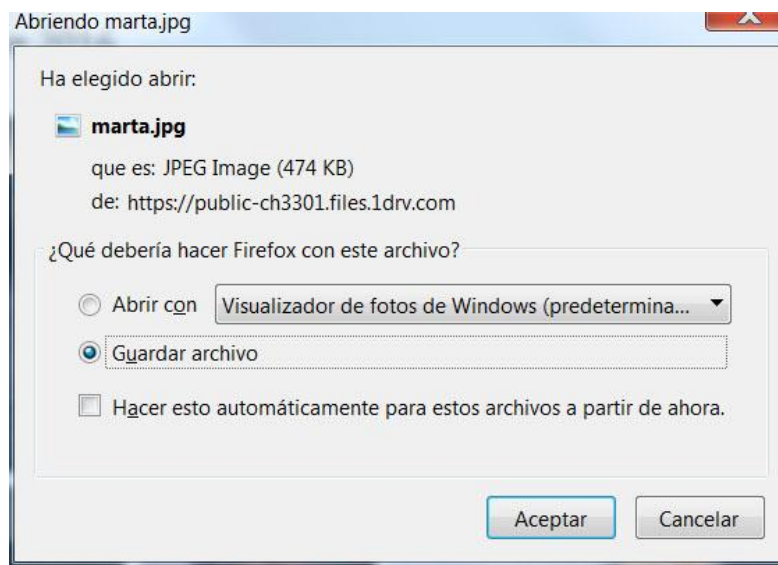 Abriendo marta.jpg
Ha elegido abrir:
marta.jpg
que es: JPEG Image (474 KB)
de: https://public-ch3301.files.1drv.com
¿Qué debería hacer Firefox con este archivo?
Abrir con Visualizador de fotos de Windows (predetermina...
Guardar archivo
Hacer esto automáticamente para estos archivos a partir de ahora.
Aceptar Cancelar